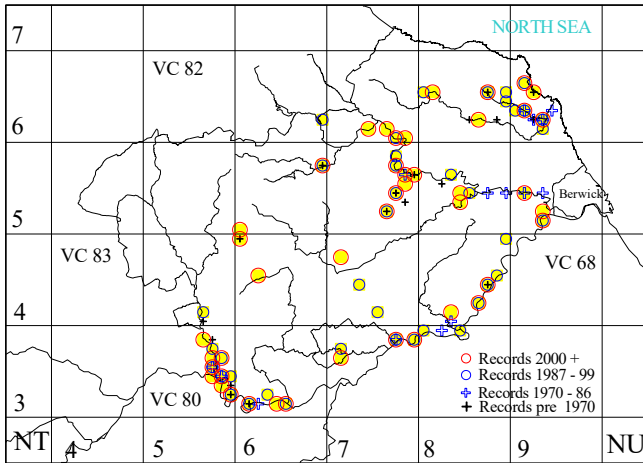 NORTH SEA
7
VC 82
6
Berwick
5
VC 83
VC 68
4
Records 2000 +
Records 1987 - 99
Records 1970 - 86
Records pre 1970
VC 80
3
NT 4 5 6 7 8 9 NU